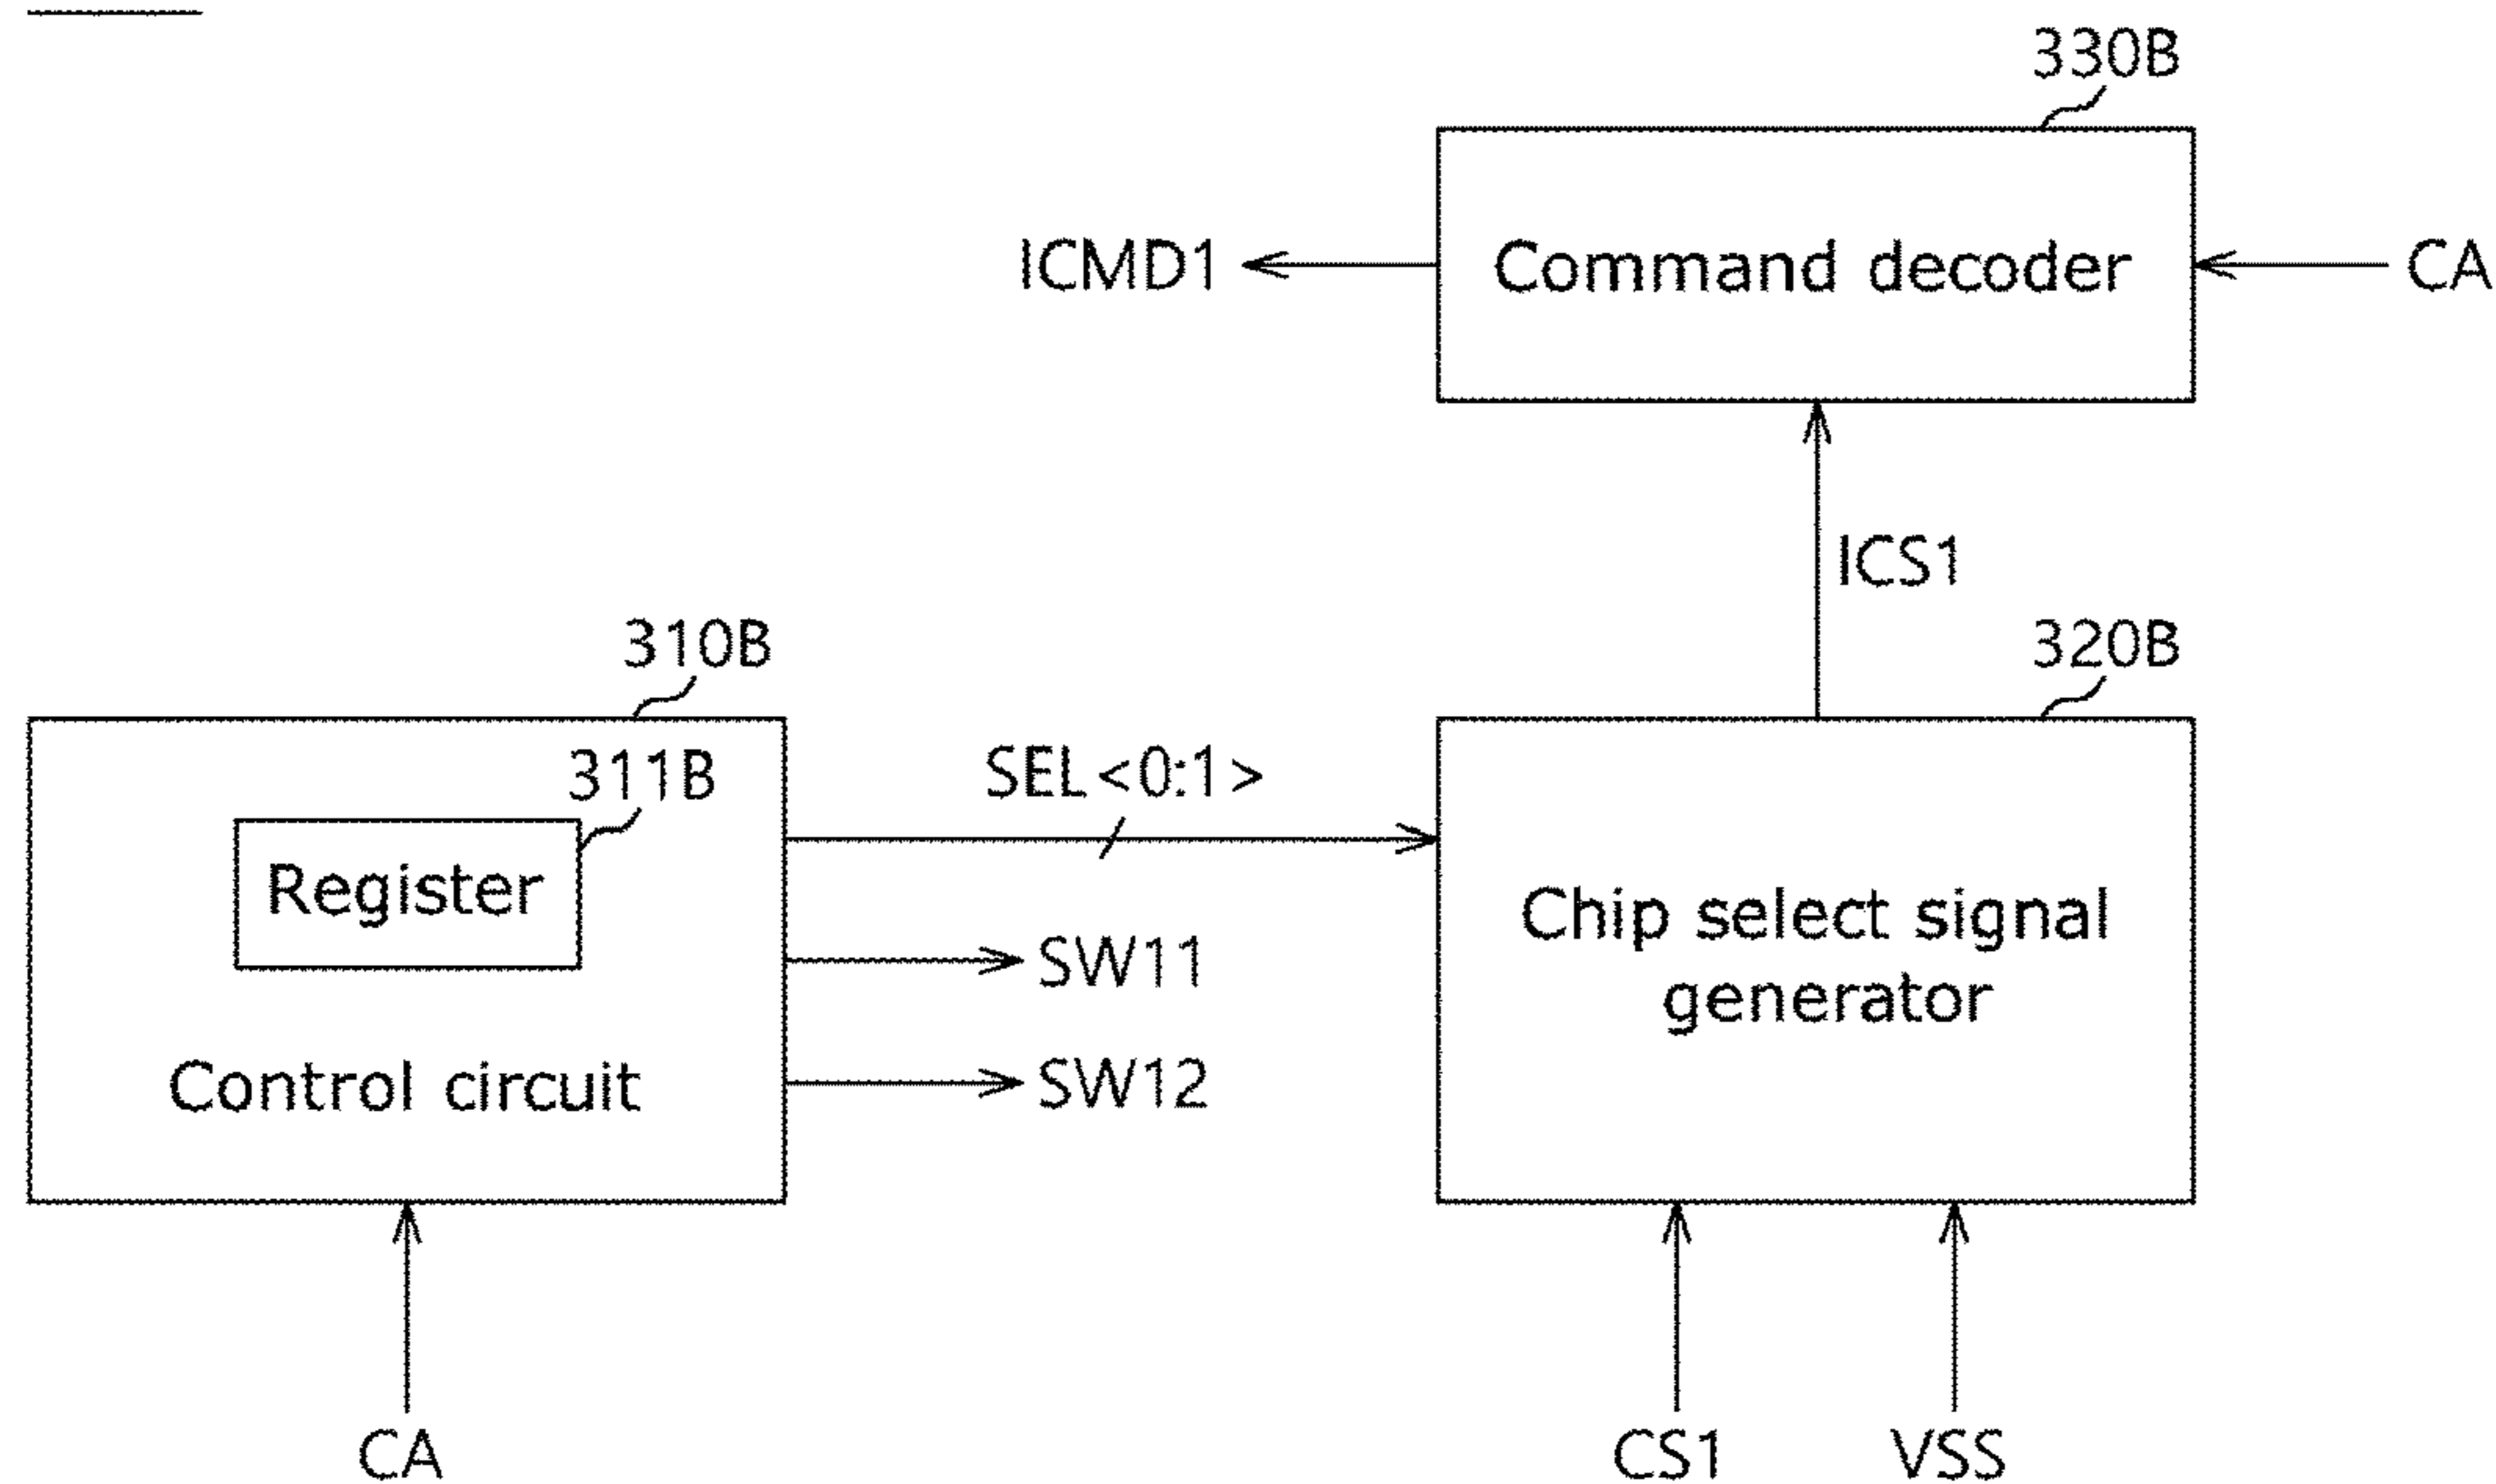 330B
ICMD1
Command decoder
CA
ICS1
310B
320B
311B
SEL<0:1>
Register
Chip select signal
generator
SW11
Control circuit
SW12
CA
CS1
VSS